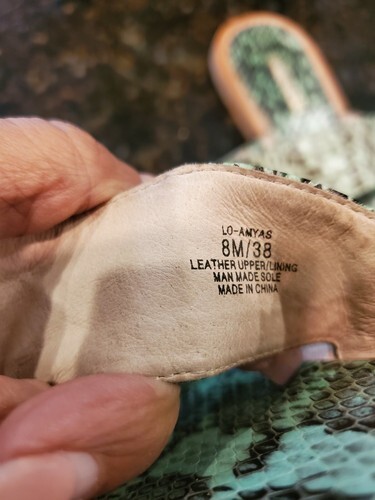 LO-AMYAS
8M/38
LEATHER UPPER/LINING
MAN MADE SOLE
MADE IN CHINA